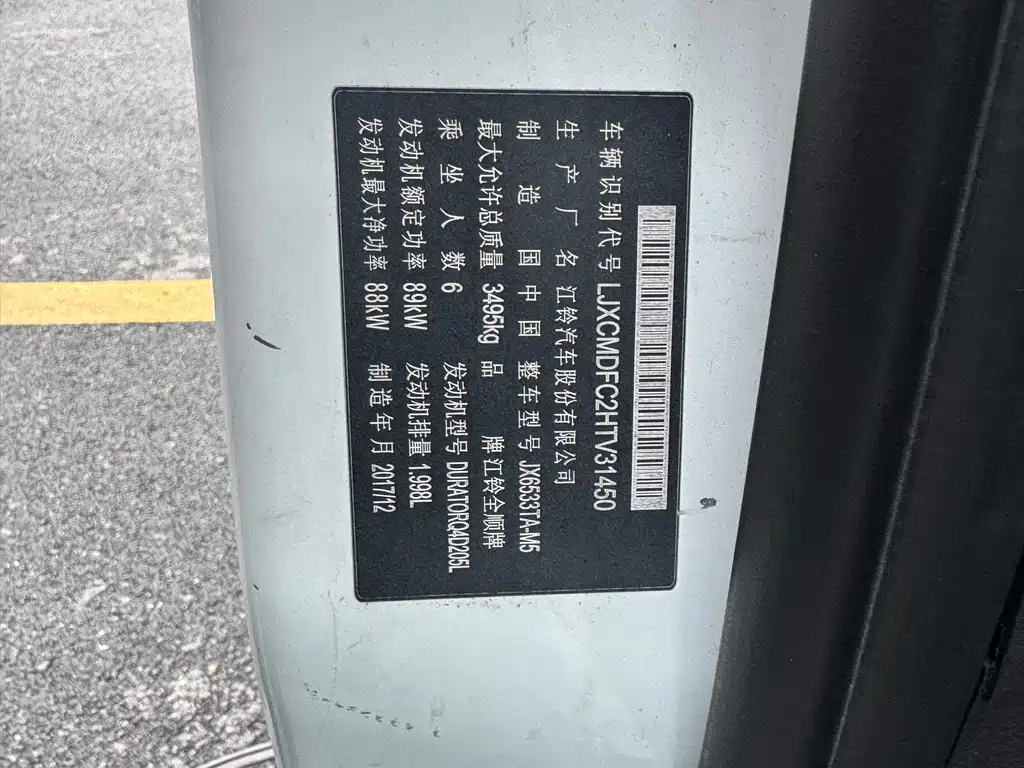 车辆识别代号 LJXCMDFC2HTV31450
生产厂名 江铃汽车股份有限公司
制造国 中国 整车型号 JX6533TA-M5
最大允许总质量 3495kg 品牌 江铃全顺牌
乘坐人数 6 发动机型号 DURATORQ4D205L
发动机额定功率 89kW 发动机排量 1.998L
发动机最大净功率 88kW 制造年月 2017/12